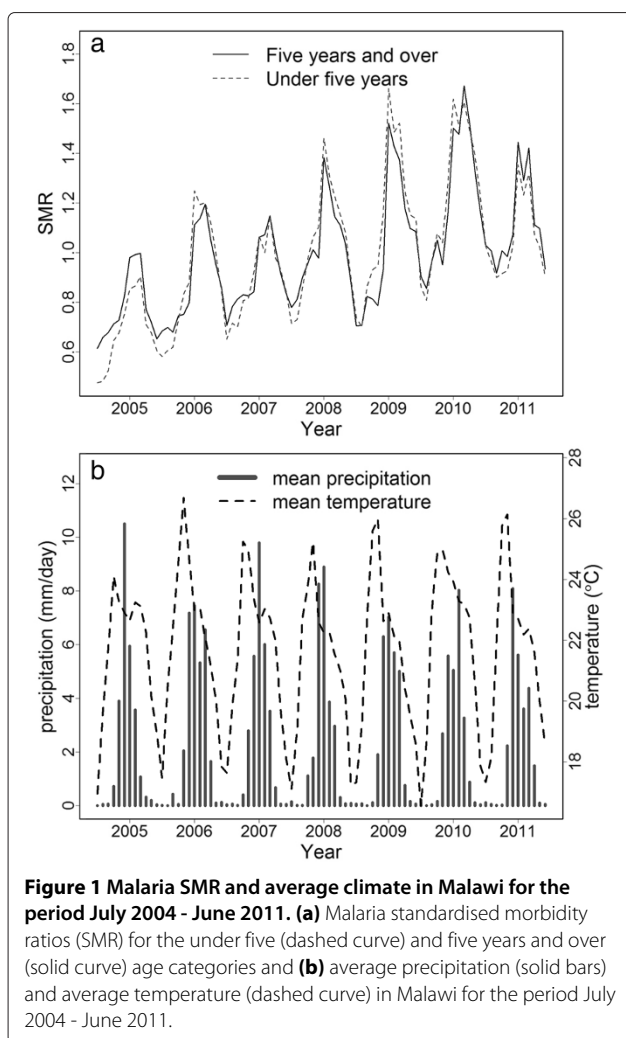 a
Five years and over
Under five years
SMR
1.8
1.6
1.4
1.2
1.0
0.8
0.6
2005 2006 2007 2008 2009 2010 2011
Year
b
mean precipitation
mean temperature
precipitation (mm/day)
12
10
8
6
4
2
0
28
26
24
22
20
18
temperature (°C)
2005 2006 2007 2008 2009 2010 2011
Year
Figure 1 Malaria SMR and average climate in Malawi for the
period July 2004 - June 2011. (a) Malaria standardised morbidity
ratios (SMR) for the under five (dashed curve) and five years and over
(solid curve) age categories and (b) average precipitation (solid bars)
and average temperature (dashed curve) in Malawi for the period July
2004 - June 2011.